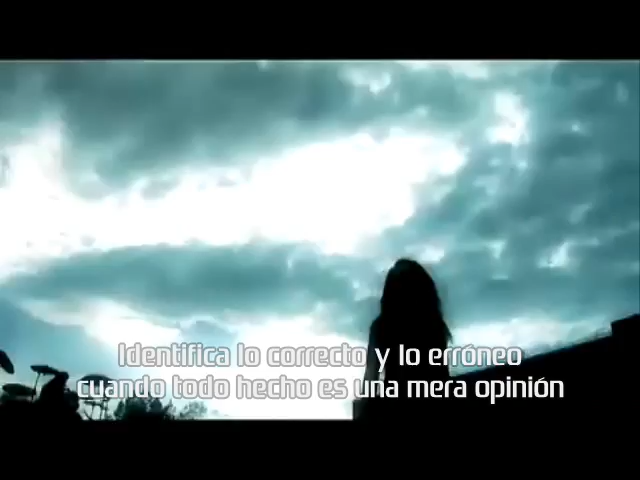 Identifica lo correcto y lo erróneo
cuando todo hecho es una mera opinión